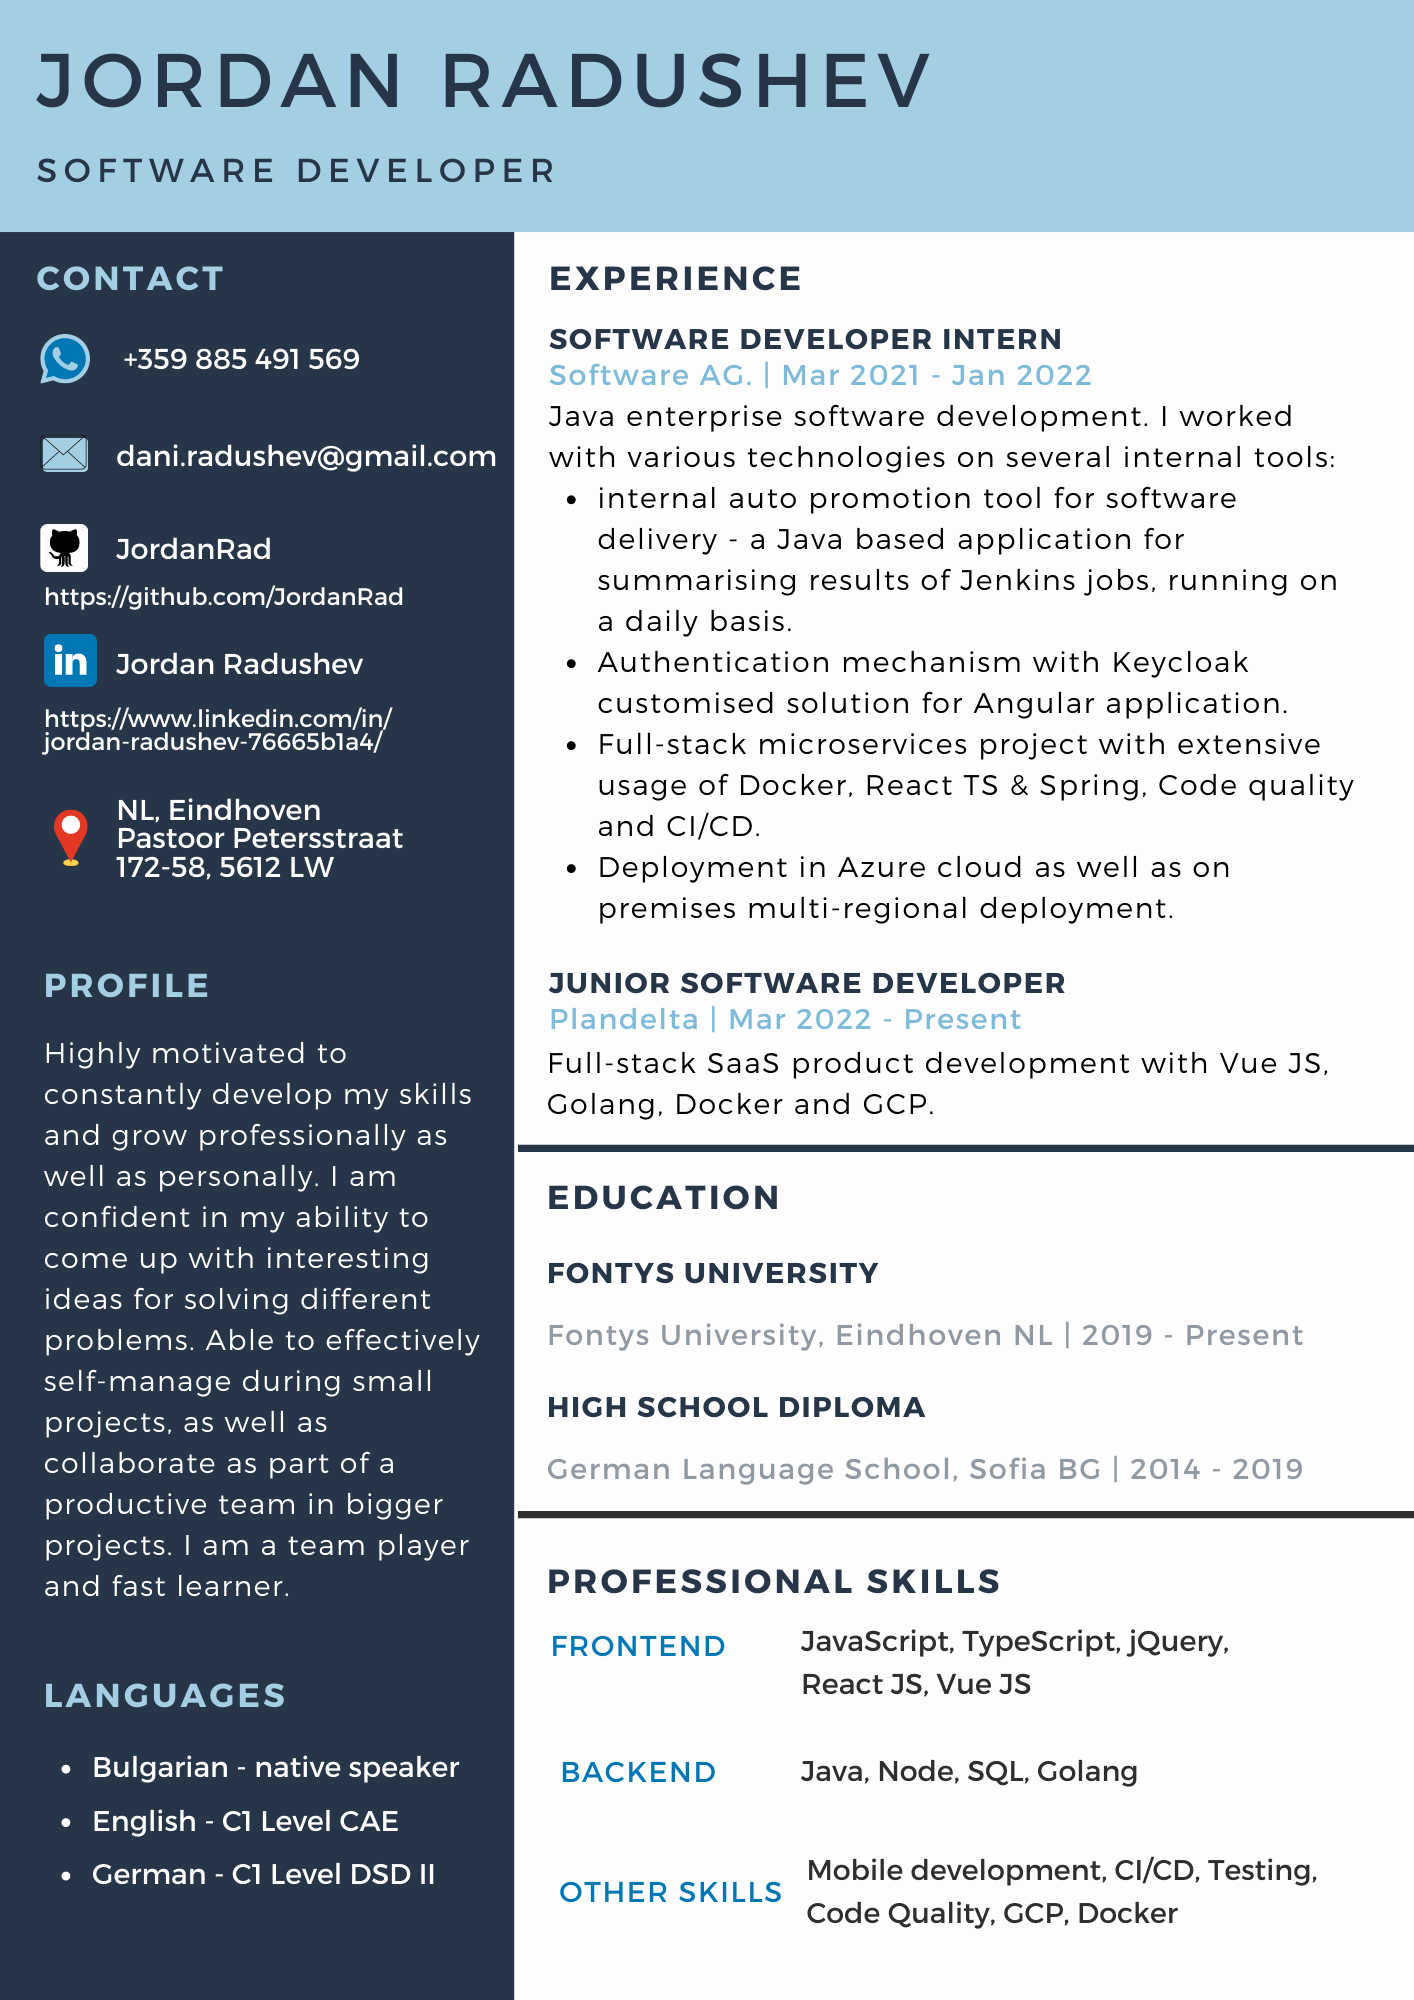 JORDAN RADUSHEV
SOFTWARE DEVELOPER
CONTACT
+359 885 491 569
dani.radushev@gmail.com
JordanRad
https://github.com/JordanRad
in
Jordan Radushev
https://www.linkedin.com/in/
jordan-radushev-76665b1a4/
NL, Eindhoven
Pastoor Petersstraat
172-58, 5612 LW
PROFILE
Highly motivated to
constantly develop my skills
and grow professionally as
well as personally. I am
confident in my ability to
come up with interesting
ideas for solving different
problems. Able to effectively
self-manage during small
projects, as well as
collaborate as part of a
productive team in bigger
projects. I am a team player
and fast learner.
LANGUAGES
• Bulgarian - native speaker
• English - C1 Level CAE
• German - C1 Level DSD II
EXPERIENCE
SOFTWARE DEVELOPER INTERN
Software AG. | Mar 2021 - Jan 2022
Java enterprise software development. I worked
with various technologies on several internal tools:
• internal auto promotion tool for software
delivery - a Java based application for
summarising results of Jenkins jobs, running on
a daily basis.
• Authentication mechanism with Keycloak
customised solution for Angular application.
• Full-stack microservices project with extensive
usage of Docker, React TS & Spring, Code quality
and CI/CD.
• Deployment in Azure cloud as well as on
premises multi-regional deployment.
JUNIOR SOFTWARE DEVELOPER
Plandelta | Mar 2022 - Present
Full-stack SaaS product development with Vue JS,
Golang, Docker and GCP.
EDUCATION
FONTYS UNIVERSITY
Fontys University, Eindhoven NL | 2019 - Present
HIGH SCHOOL DIPLOMA
German Language School, Sofia BG | 2014 - 2019
PROFESSIONAL SKILLS
FRONTEND
JavaScript, TypeScript, jQuery,
React JS, Vue JS
BACKEND
Java, Node, SQL, Golang
OTHER SKILLS
Mobile development, CI/CD, Testing,
Code Quality, GCP, Docker